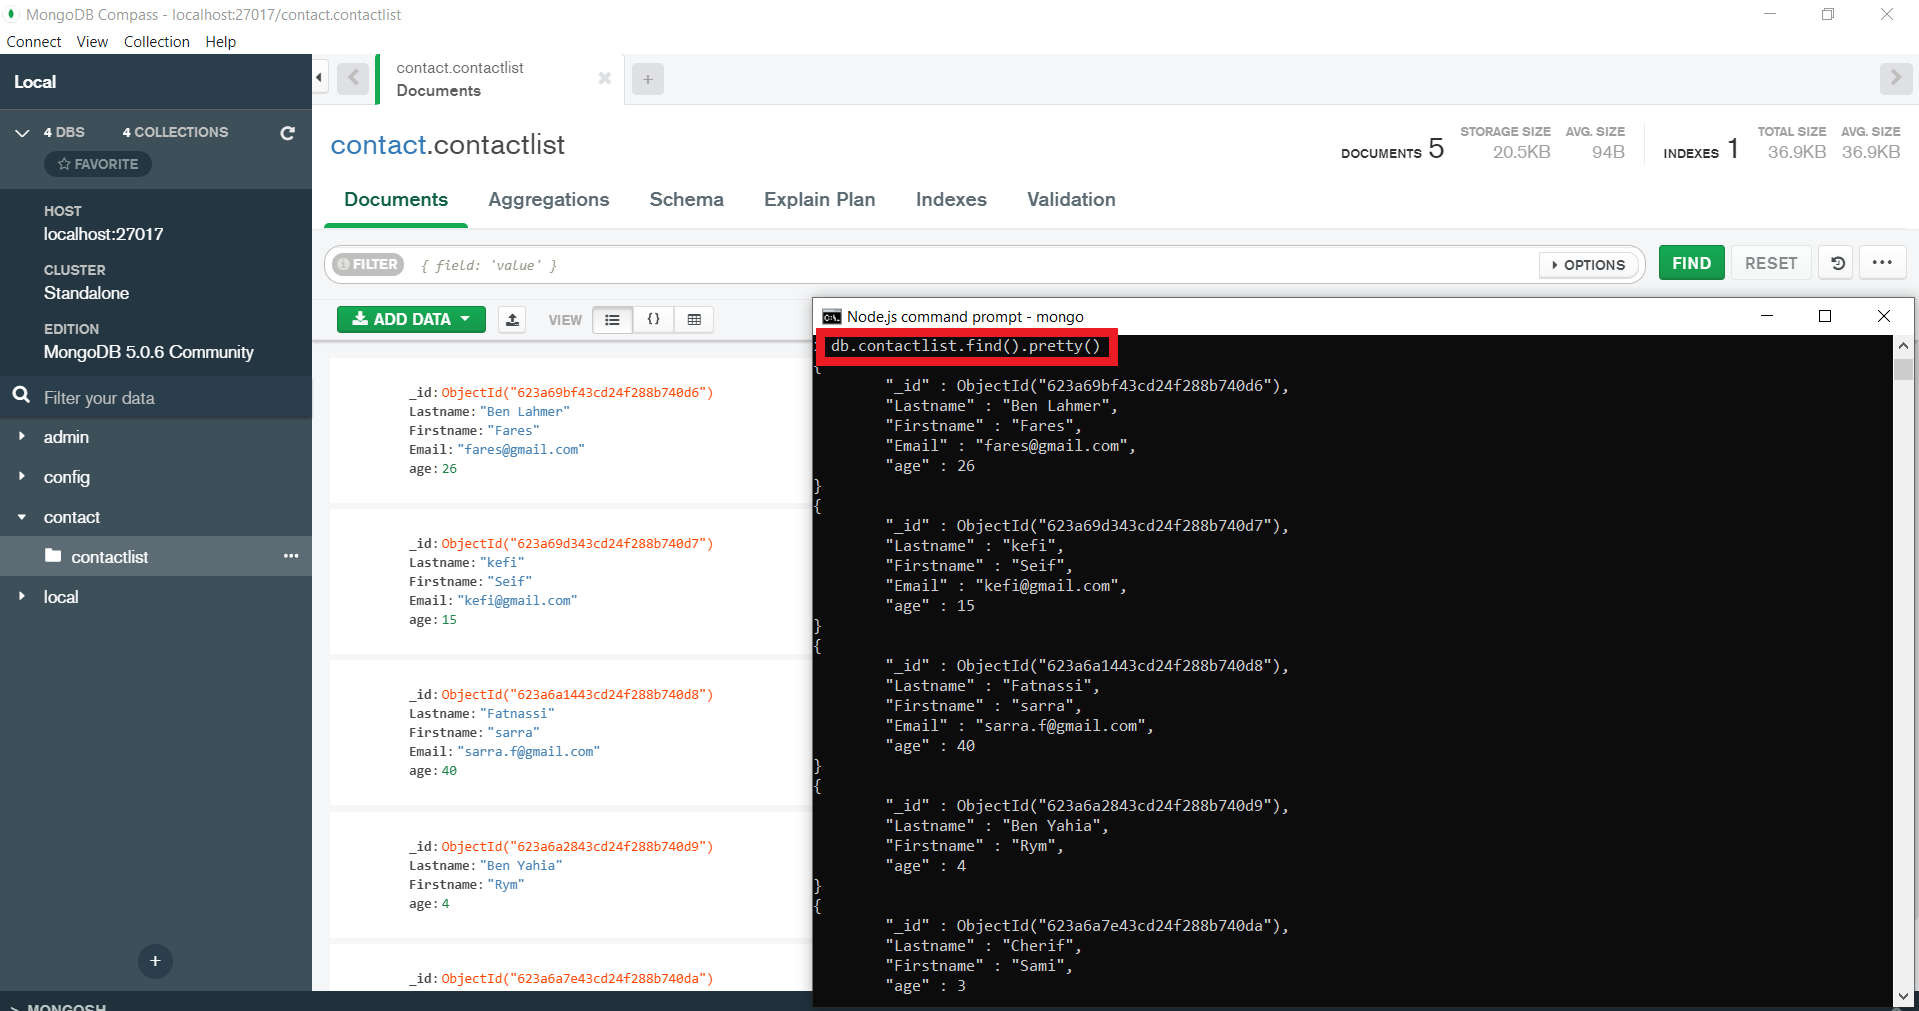 MongoDB Compass - localhost:27017/contact.contactlist
Connect View Collection Help
Local
4 DBS 4 COLLECTIONS
FAVORITE
HOST
localhost:27017
CLUSTER
Standalone
EDITION
MongoDB 5.0.6 Community
Filter your data
admin
config
contact
contactlist
local
contact.contactlist
Documents
contact.contactlist
DOCUMENTS 5
STORAGE SIZE
20.5KB
AVG. SIZE
94B
INDEXES 1
TOTAL SIZE
36.9KB
AVG. SIZE
36.9KB
Documents Aggregations Schema Explain Plan Indexes Validation
FILTER { field: 'value' } OPTIONS FIND RESET
ADD DATA VIEW { }
_id: ObjectId("623a69bf43cd24f288b740d6")
Lastname: "Ben Lahmer"
Firstname: "Fares"
Email: "fares@gmail.com"
age: 26
_id: ObjectId("623a69d343cd24f288b740d7")
Lastname: "kefi"
Firstname: "Seif"
Email: "kefi@gmail.com"
age: 15
_id: ObjectId("623a6a1443cd24f288b740d8")
Lastname: "Fatnassi"
Firstname: "sarra"
Email: "sarra.f@gmail.com"
age: 40
_id: ObjectId("623a6a2843cd24f288b740d9")
Lastname: "Ben Yahia"
Firstname: "Rym"
age: 4
_id: ObjectId("623a6a7e43cd24f288b740da")
>_MONGOSH
Node.js command prompt - mongo
db.contactlist.find().pretty()
{
"_id" : ObjectId("623a69bf43cd24f288b740d6"),
"Lastname" : "Ben Lahmer",
"Firstname" : "Fares",
"Email" : "fares@gmail.com",
"age" : 26
}
{
"_id" : ObjectId("623a69d343cd24f288b740d7"),
"Lastname" : "kefi",
"Firstname" : "Seif",
"Email" : "kefi@gmail.com",
"age" : 15
}
{
"_id" : ObjectId("623a6a1443cd24f288b740d8"),
"Lastname" : "Fatnassi",
"Firstname" : "sarra",
"Email" : "sarra.f@gmail.com",
"age" : 40
}
{
"_id" : ObjectId("623a6a2843cd24f288b740d9"),
"Lastname" : "Ben Yahia",
"Firstname" : "Rym",
"age" : 4
}
{
"_id" : ObjectId("623a6a7e43cd24f288b740da"),
"Lastname" : "Cherif",
"Firstname" : "Sami",
"age" : 3